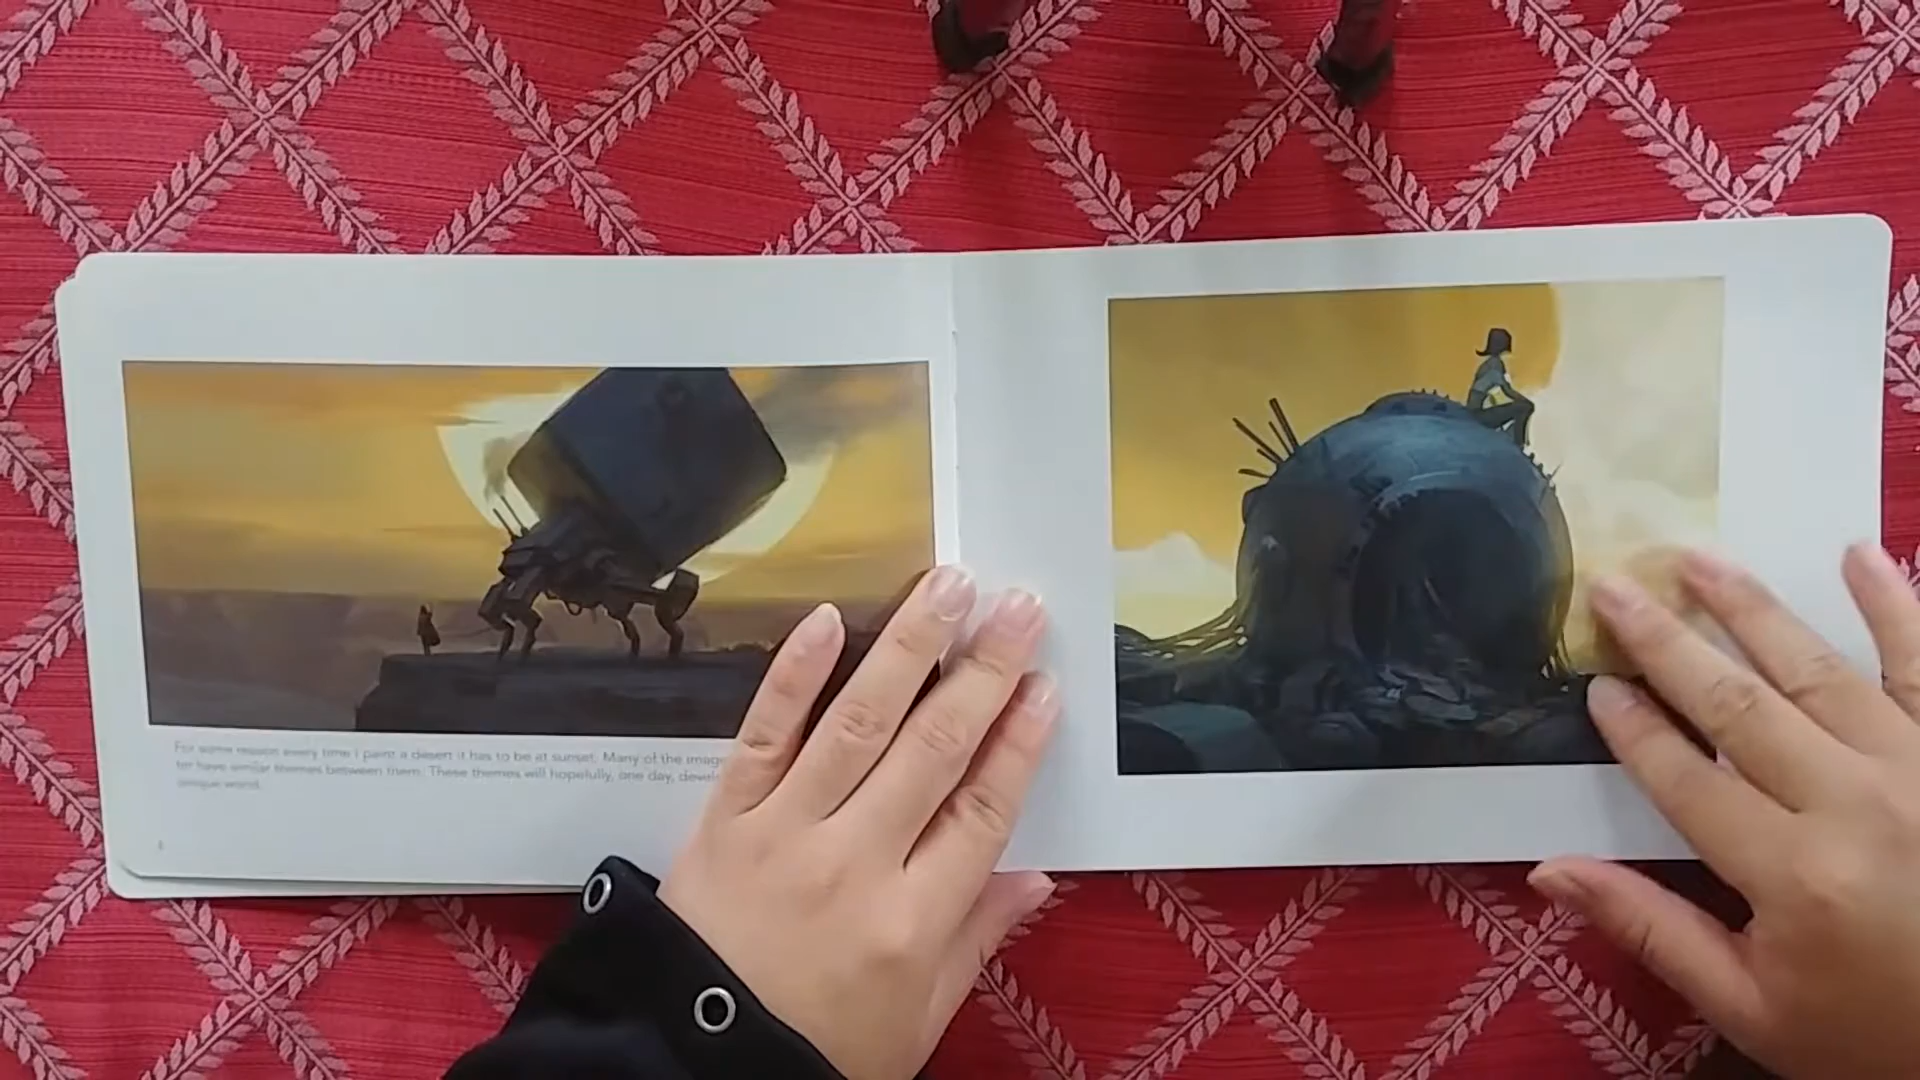 For some reason every time I paint a desert it has to be at sunset. Many of the image
ter have similar themes between them. These themes will hopefully, one day, devel
unique world.